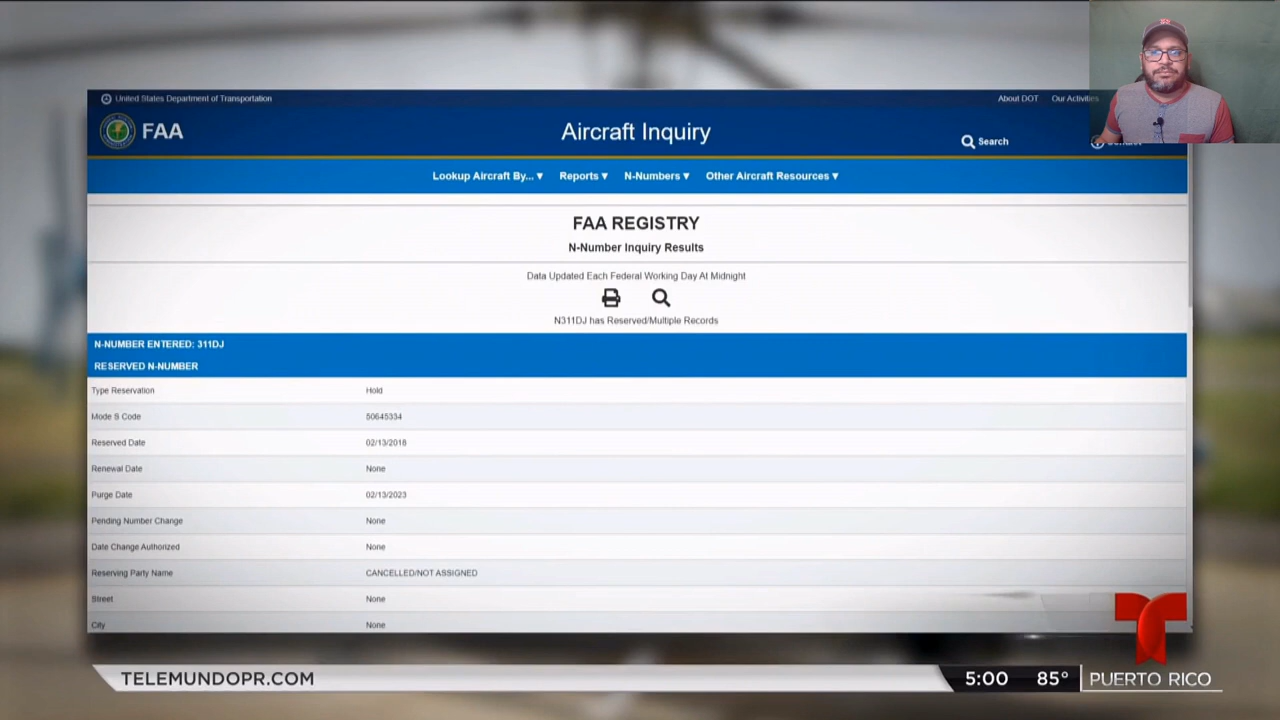 United States Department of Transportation
About DOT
Our Activities
FAA
Aircraft Inquiry
Search
Lookup Aircraft By... ▾
Reports ▾
N-Numbers ▾
Other Aircraft Resources ▾
FAA REGISTRY
N-Number Inquiry Results
Data Updated Each Federal Working Day At Midnight
N311DJ has Reserved/Multiple Records
N-NUMBER ENTERED: 311DJ
RESERVED N-NUMBER
Type Reservation Hold
Mode S Code 50645334
Reserved Date 02/13/2018
Renewal Date None
Purge Date 02/13/2023
Pending Number Change None
Date Change Authorized None
Reserving Party Name CANCELLED/NOT ASSIGNED
Street None
City None
TELEMUNDOPR.COM
5:00 85° PUERTO RICO